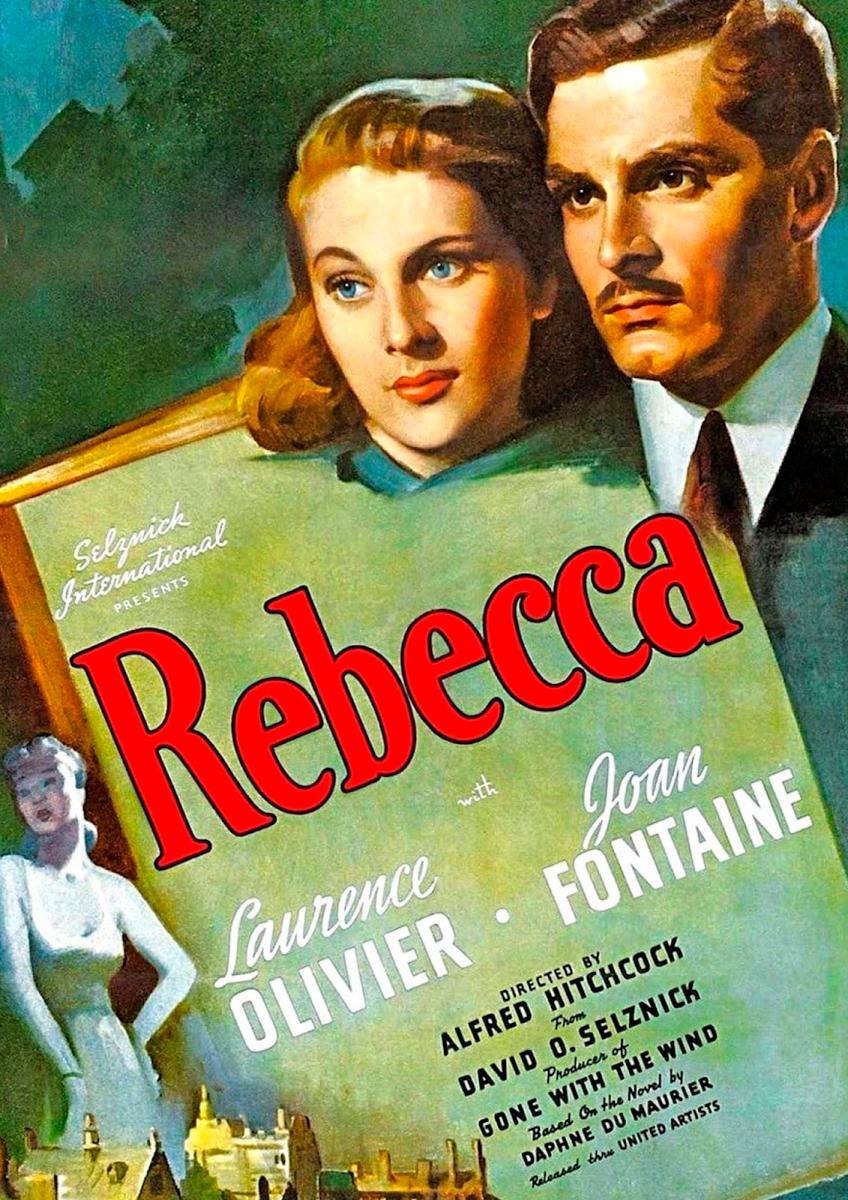 Selznick
International
PRESENTS
Rebecca
with
Laurence
OLIVIER •
Joan
FONTAINE
DIRECTED BY
ALFRED HITCHCOCK
From
DAVID O. SELZNICK
Producer of
GONE WITH THE WIND
Based On the Novel by
DAPHNE DU MAURIER
Released thru UNITED ARTISTS